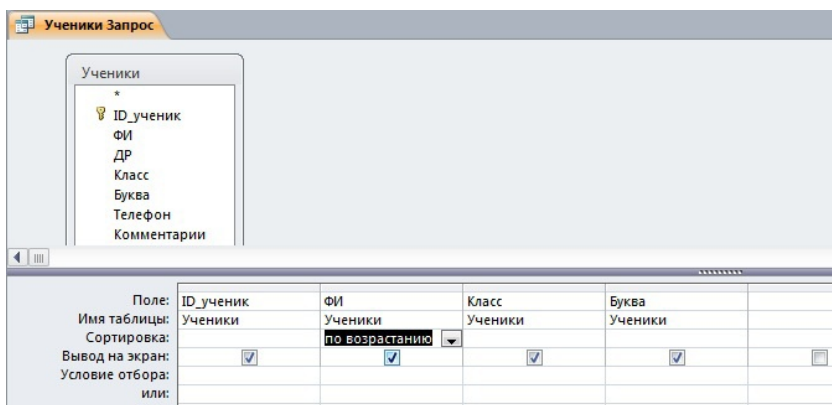 Ученики Запрос
Ученики
*
ID_ученик
ФИ
ДР
Класс
Буква
Телефон
Комментарии
Поле: ID_ученик ФИ Класс Буква
Имя таблицы: Ученики Ученики Ученики Ученики
Сортировка: по возрастанию
Вывод на экран:
Условие отбора:
или: